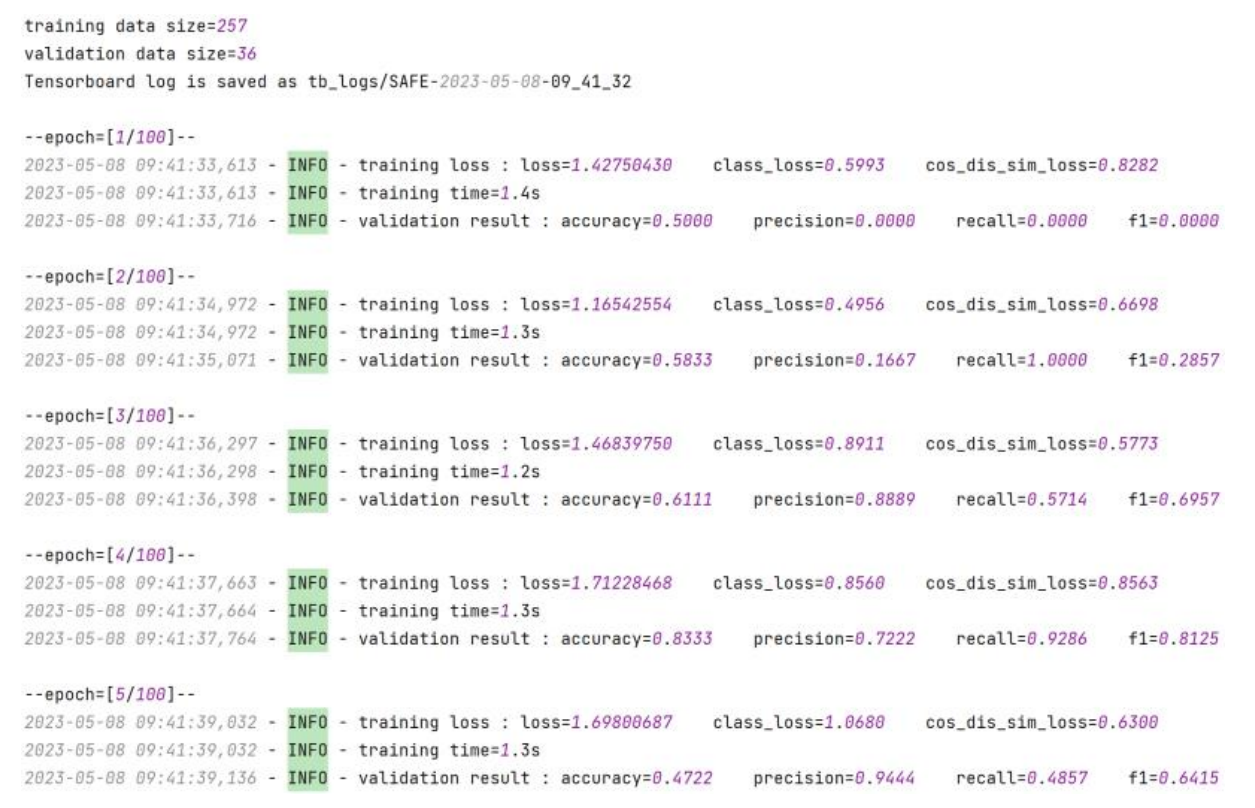 training data size=257
validation data size=36
Tensorboard log is saved as tb_logs/SAFE-2023-05-08-09_41_32
--epoch=[1/100]--
2023-05-08 09:41:33,613 - INFO - training loss : loss=1.42750430 class_loss=0.5993 cos_dis_sim_loss=0.8282
2023-05-08 09:41:33,613 - INFO - training time=1.4s
2023-05-08 09:41:33,716 - INFO - validation result : accuracy=0.5000 precision=0.0000 recall=0.0000 f1=0.0000
--epoch=[2/100]--
2023-05-08 09:41:34,972 - INFO - training loss : loss=1.16542554 class_loss=0.4956 cos_dis_sim_loss=0.6698
2023-05-08 09:41:34,972 - INFO - training time=1.3s
2023-05-08 09:41:35,071 - INFO - validation result : accuracy=0.5833 precision=0.1667 recall=1.0000 f1=0.2857
--epoch=[3/100]--
2023-05-08 09:41:36,297 - INFO - training loss : loss=1.46839750 class_loss=0.8911 cos_dis_sim_loss=0.5773
2023-05-08 09:41:36,298 - INFO - training time=1.2s
2023-05-08 09:41:36,398 - INFO - validation result : accuracy=0.6111 precision=0.8889 recall=0.5714 f1=0.6957
--epoch=[4/100]--
2023-05-08 09:41:37,663 - INFO - training loss : loss=1.71228468 class_loss=0.8560 cos_dis_sim_loss=0.8563
2023-05-08 09:41:37,664 - INFO - training time=1.3s
2023-05-08 09:41:37,764 - INFO - validation result : accuracy=0.8333 precision=0.7222 recall=0.9286 f1=0.8125
--epoch=[5/100]--
2023-05-08 09:41:39,032 - INFO - training loss : loss=1.69800687 class_loss=1.0680 cos_dis_sim_loss=0.6300
2023-05-08 09:41:39,032 - INFO - training time=1.3s
2023-05-08 09:41:39,136 - INFO - validation result : accuracy=0.4722 precision=0.9444 recall=0.4857 f1=0.6415